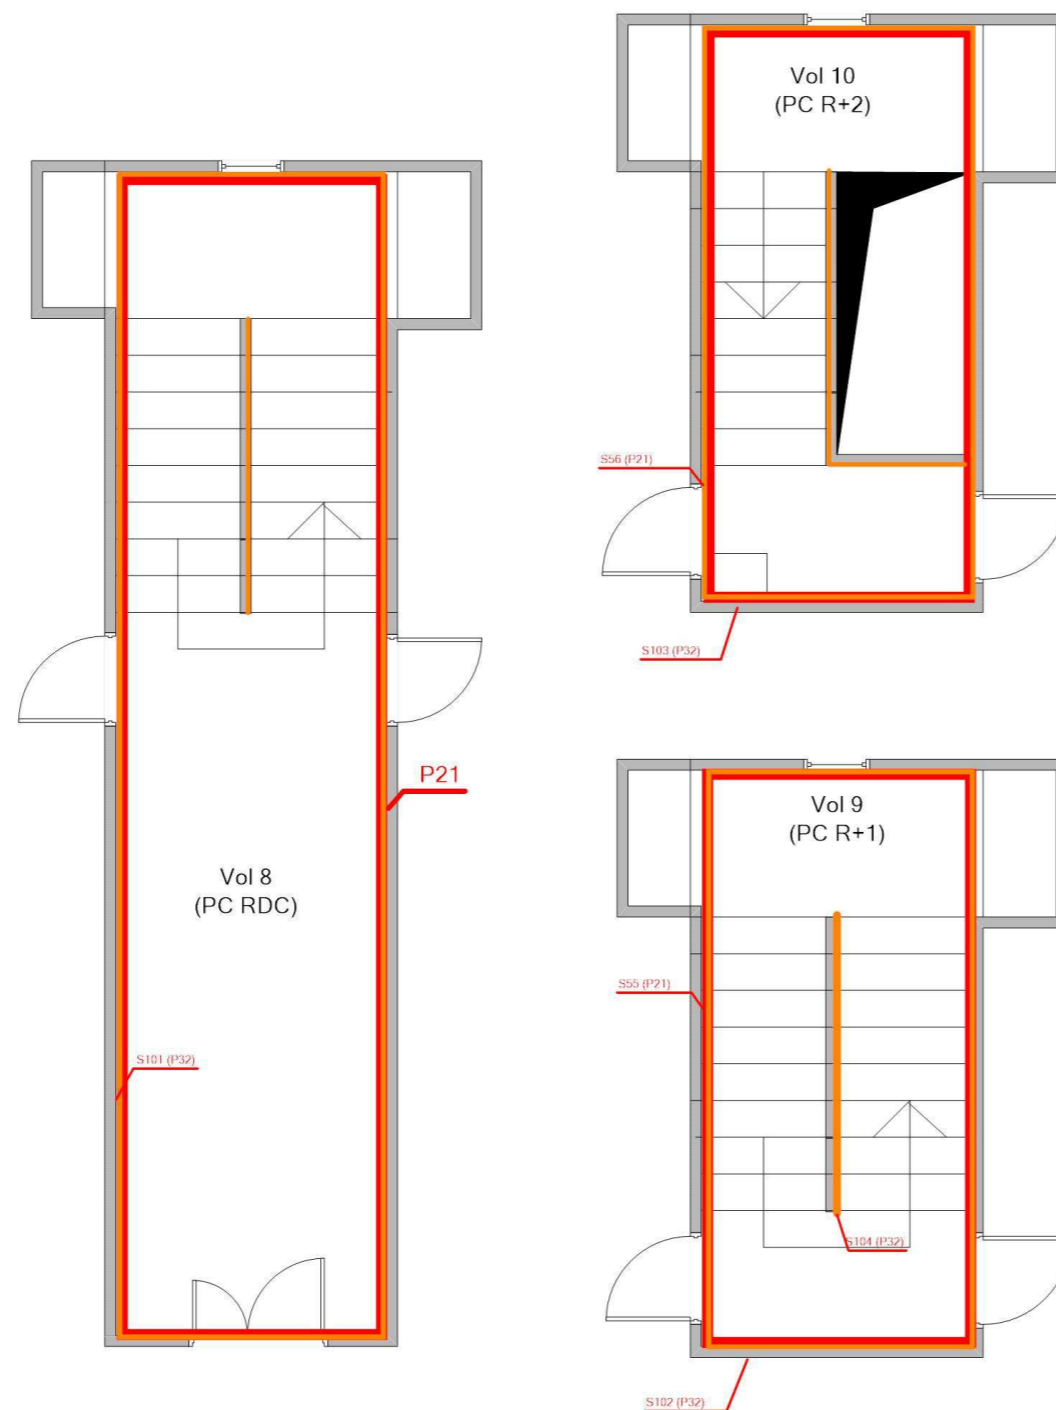 Vol 10
(PC R+2)
S56 (P21)
S103 (P32)
P21
Vol 8
(PC RDC)
S101 (P32)
Vol 9
(PC R+1)
S55 (P21)
S104 (P32)
S102 (P32)